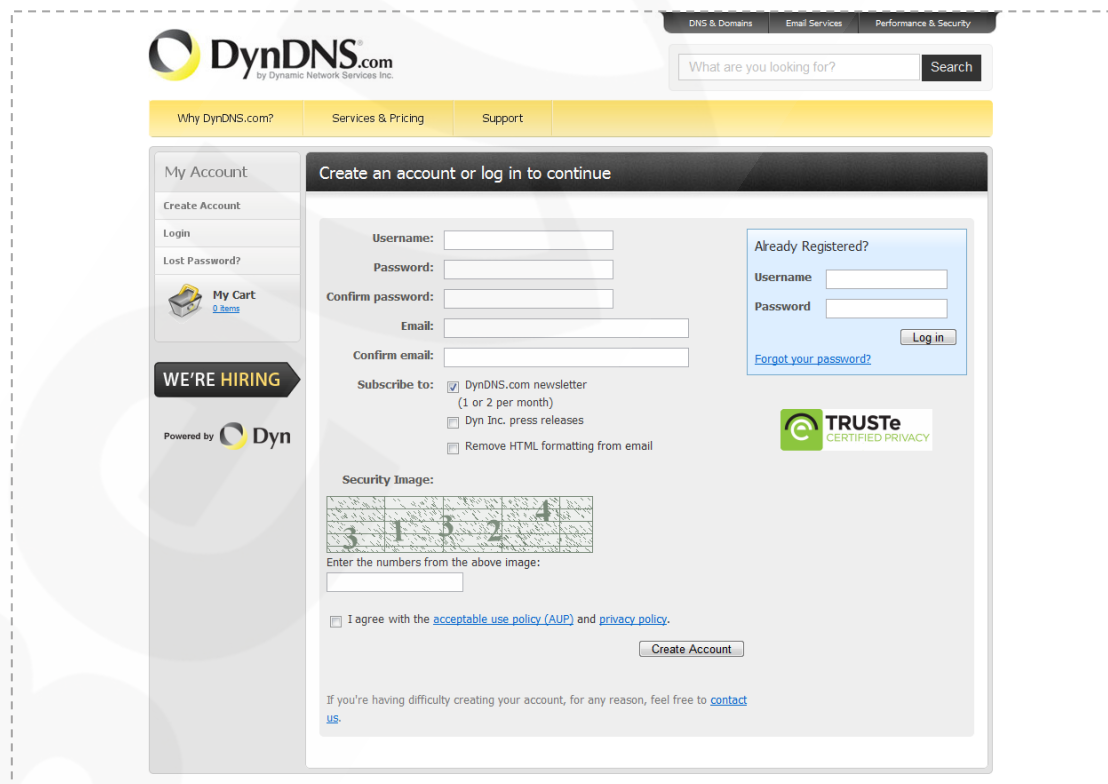 DNS & Domains
Email Services
Performance & Security
DynDNS.com
by Dynamic Network Services Inc.
What are you looking for?
Search
Why DynDNS.com?
Services & Pricing
Support
My Account
Create Account
Login
Lost Password?
My Cart
0 items
WE'RE HIRING
Powered by Dyn
Create an account or log in to continue
Username:
Password:
Confirm password:
Email:
Confirm email:
Subscribe to:
DynDNS.com newsletter
(1 or 2 per month)
Dyn Inc. press releases
Remove HTML formatting from email
Security Image:
3 1 3 2 4
Enter the numbers from the above image:
I agree with the acceptable use policy (AUP) and privacy policy.
Create Account
If you're having difficulty creating your account, for any reason, feel free to contact
us.
Already Registered?
Username
Password
Log in
Forgot your password?
TRUSTe
CERTIFIED PRIVACY